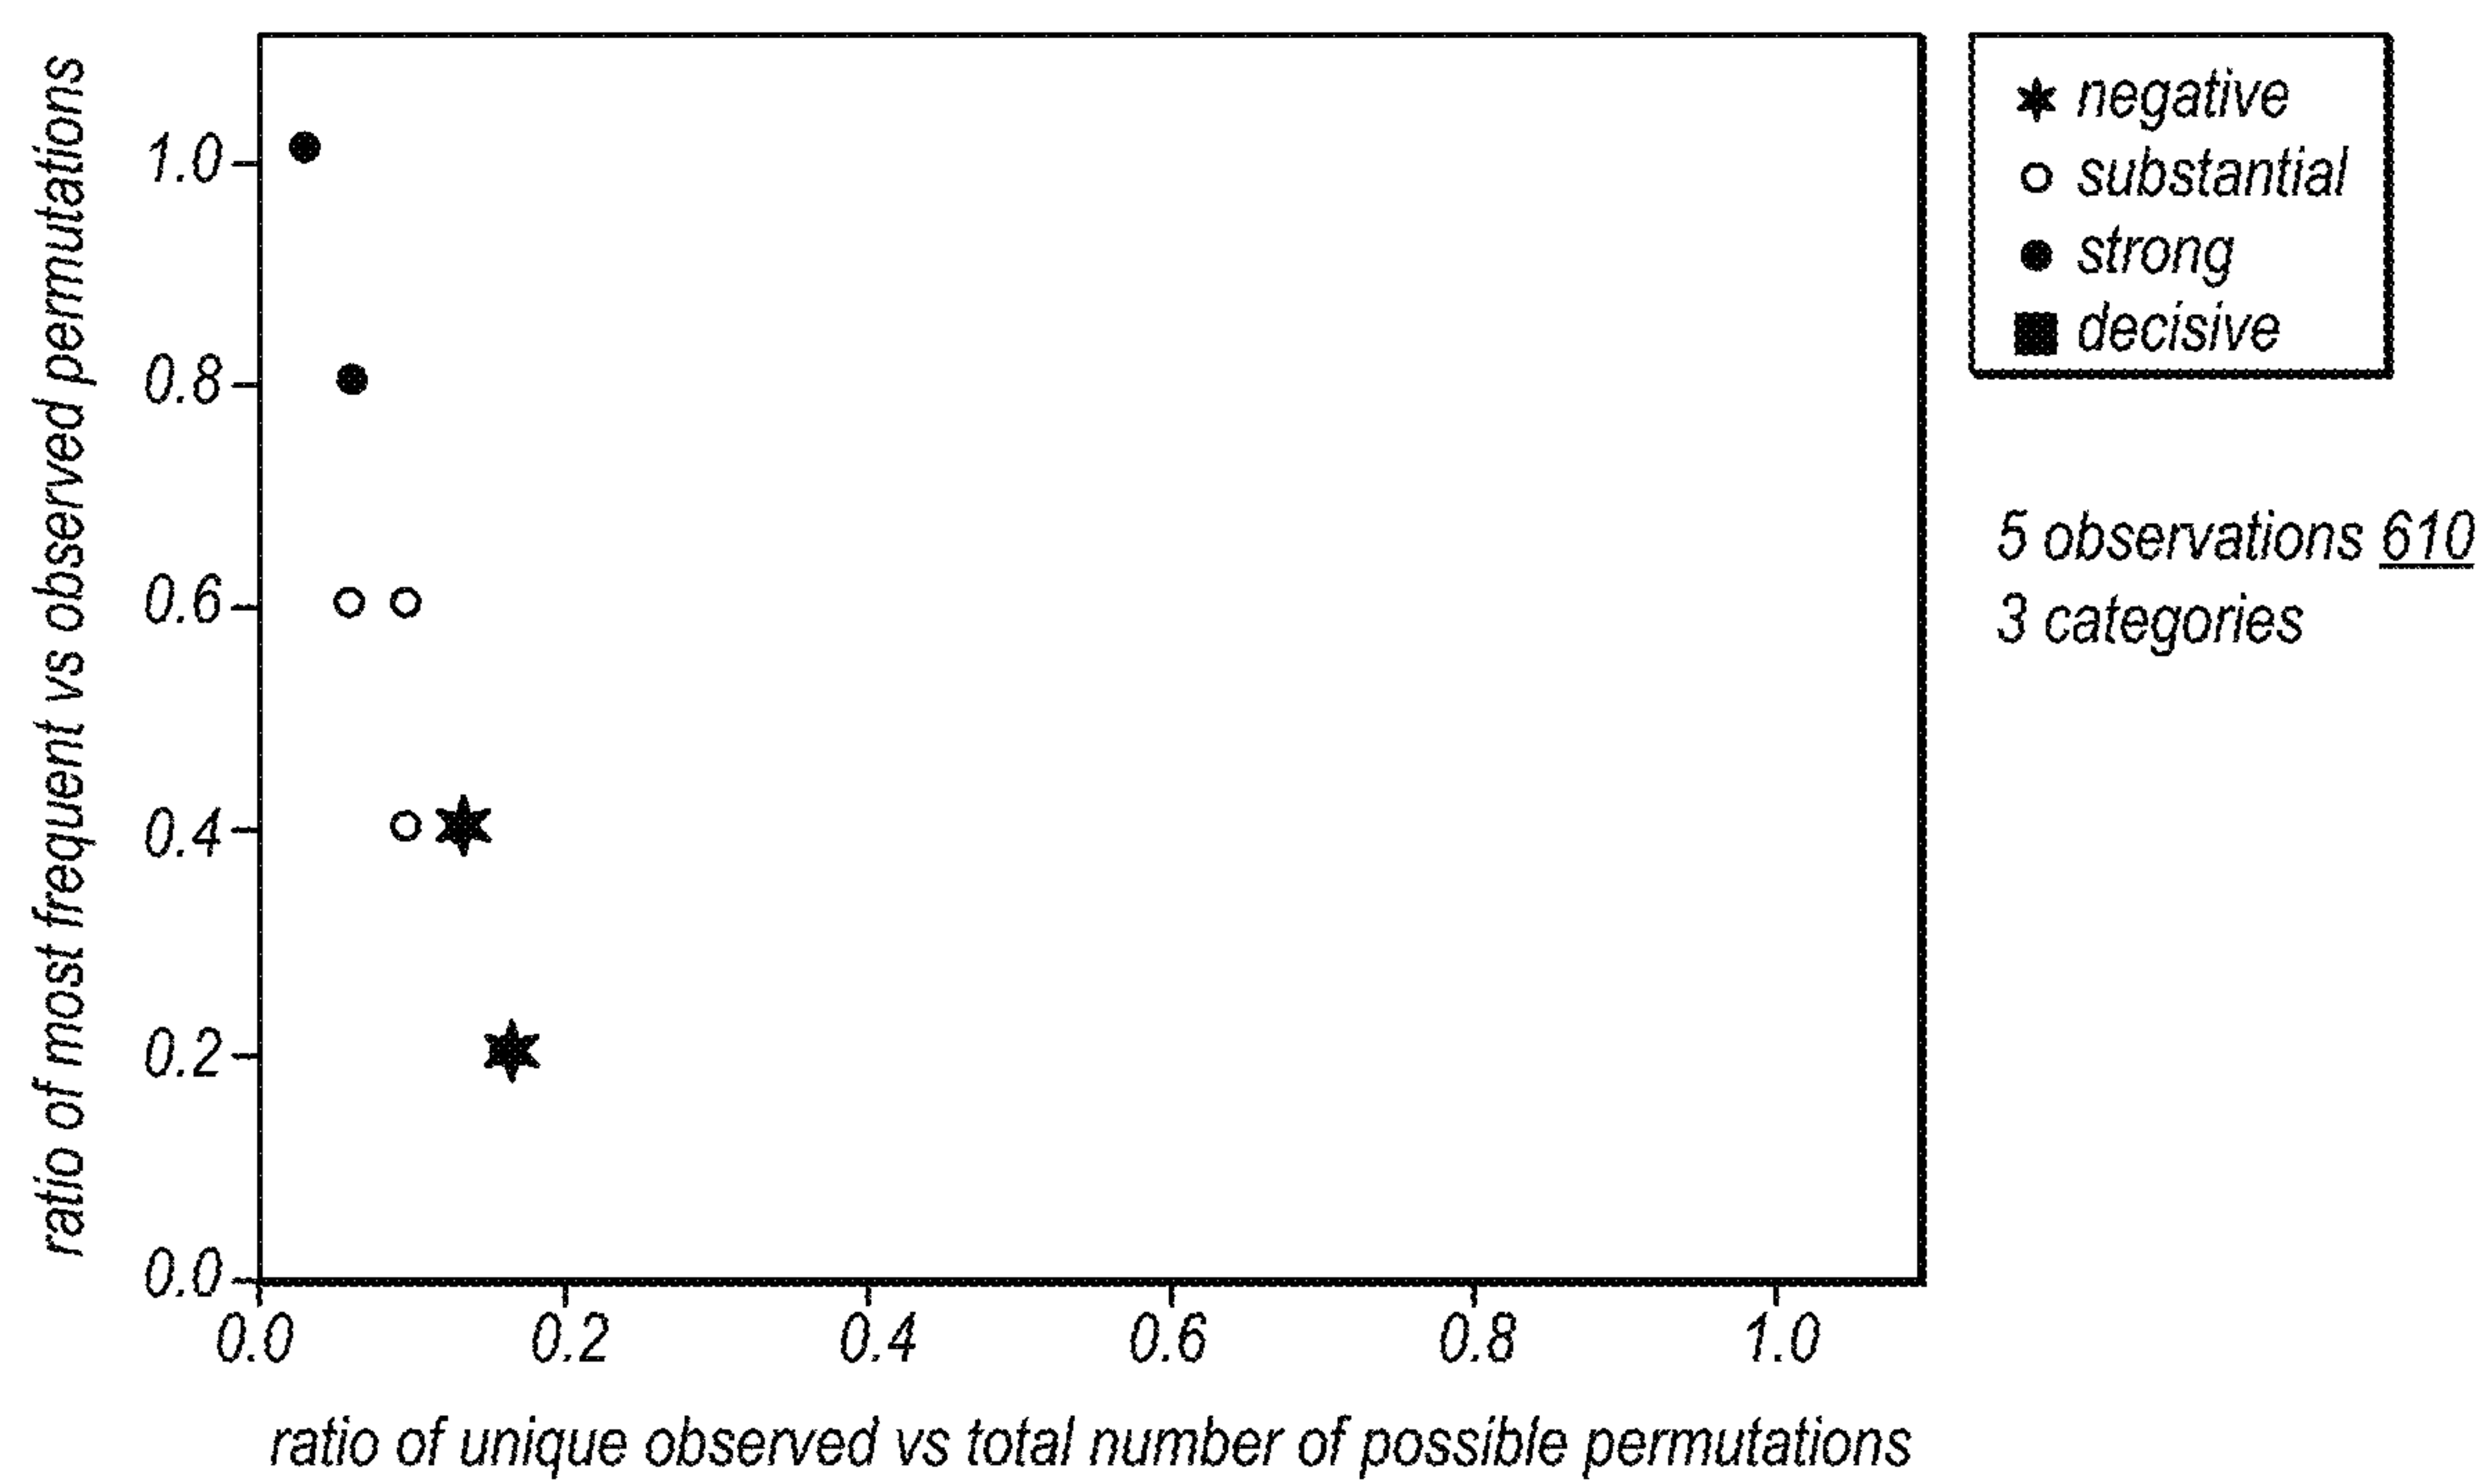 ratio of most frequent vs observed permutations
1.0
0.8
0.6
0.4
0.2
0.0
0.0 0.2 0.4 0.6 0.8 1.0
ratio of unique observed vs total number of possible permutations
negative
substantial
strong
decisive
5 observations 610
3 categories